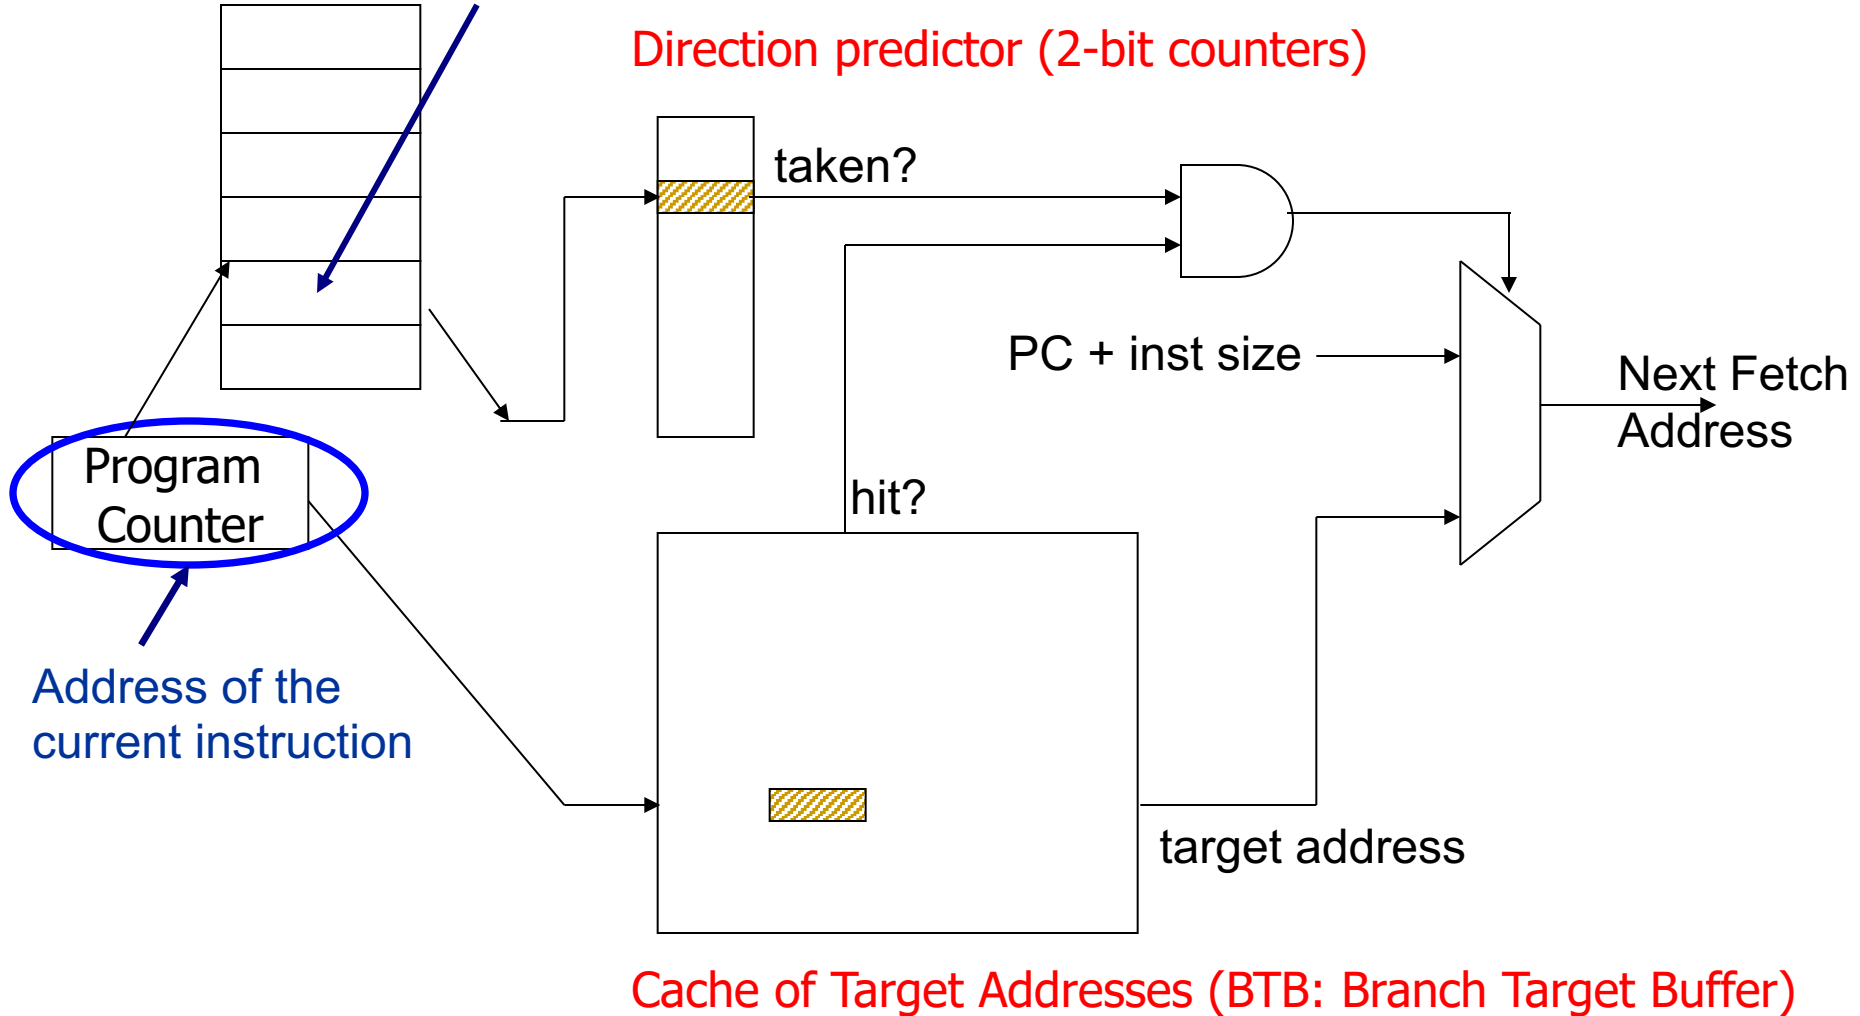 Direction predictor (2-bit counters)
taken?
PC + inst size
Next Fetch
Address
Program
Counter
hit?
Address of the
current instruction
target address
Cache of Target Addresses (BTB: Branch Target Buffer)